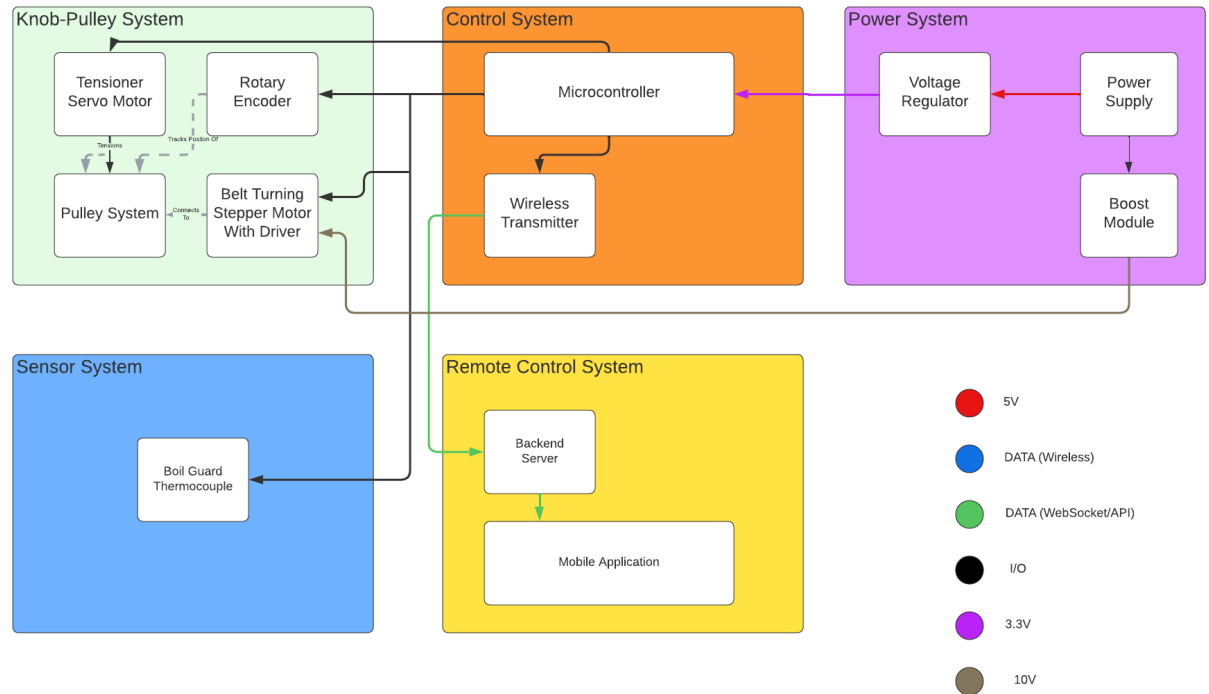 Knob-Pulley System
Control System
Power System
Tensioner
Servo Motor
Rotary
Encoder
Microcontroller
Voltage
Regulator
Power
Supply
Tensions
Tracks Positon Of
Pulley System
Connects
To
Belt Turning
Stepper Motor
With Driver
Wireless
Transmitter
Boost
Module
Sensor System
Remote Control System
Boil Guard
Thermocouple
Backend
Server
Mobile Application
5V
DATA (Wireless)
DATA (WebSocket/API)
I/O
3.3V
10V